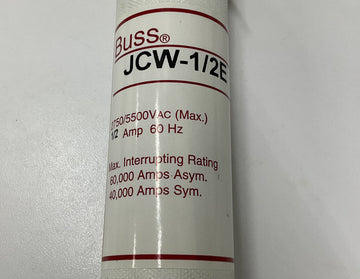 Buss®
JCW-1/2E
2750/5500VAC (Max.)
1/2 Amp 60 Hz
Max. Interrupting Rating
60,000 Amps Asym.
40,000 Amps Sym.